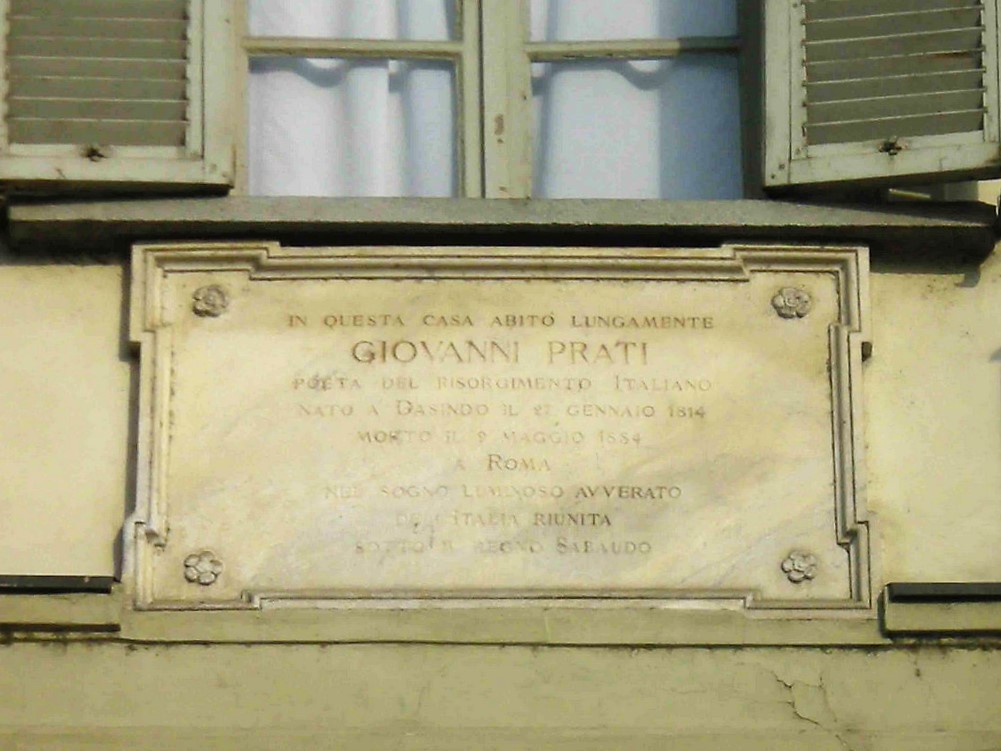 IN QUESTA CASA ABITÒ LUNGAMENTE
GIOVANNI PRATI
POETA DEL RISORGIMENTO ITALIANO
NATO A DASINDO IL 27 GENNAIO 1814
MORTO IL 9 MAGGIO 1884
A ROMA
NEL SOGNO LUMINOSO AVVERATO
DELL'ITALIA RIUNITA
SOTTO IL REGNO SABAUDO